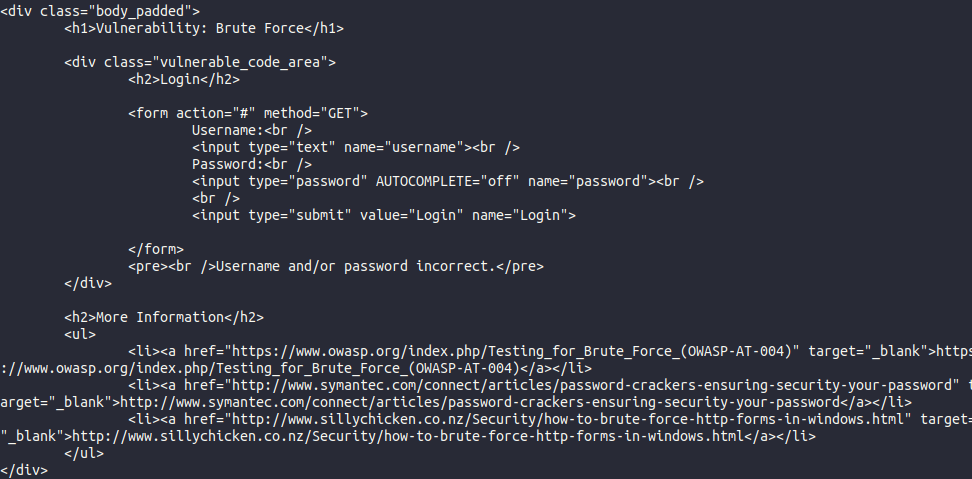 <div class="body_padded">
<h1>Vulnerability: Brute Force</h1>
<div class="vulnerable_code_area">
<h2>Login</h2>
<form action="#" method="GET">
Username:<br />
<input type="text" name="username"><br />
Password:<br />
<input type="password" AUTOCOMPLETE="off" name="password"><br />
<br />
<input type="submit" value="Login" name="Login">
</form>
<pre><br />Username and/or password incorrect.</pre>
</div>
<h2>More Information</h2>
<ul>
<li><a href="https://www.owasp.org/index.php/Testing_for_Brute_Force_(OWASP-AT-004)" target="_blank">https
://www.owasp.org/index.php/Testing_for_Brute_Force_(OWASP-AT-004)</a></li>
<li><a href="http://www.symantec.com/connect/articles/password-crackers-ensuring-security-your-password" t
arget="_blank">http://www.symantec.com/connect/articles/password-crackers-ensuring-security-your-password</a></li>
<li><a href="http://www.sillychicken.co.nz/Security/how-to-brute-force-http-forms-in-windows.html" target=
"_blank">http://www.sillychicken.co.nz/Security/how-to-brute-force-http-forms-in-windows.html</a></li>
</ul>
</div>